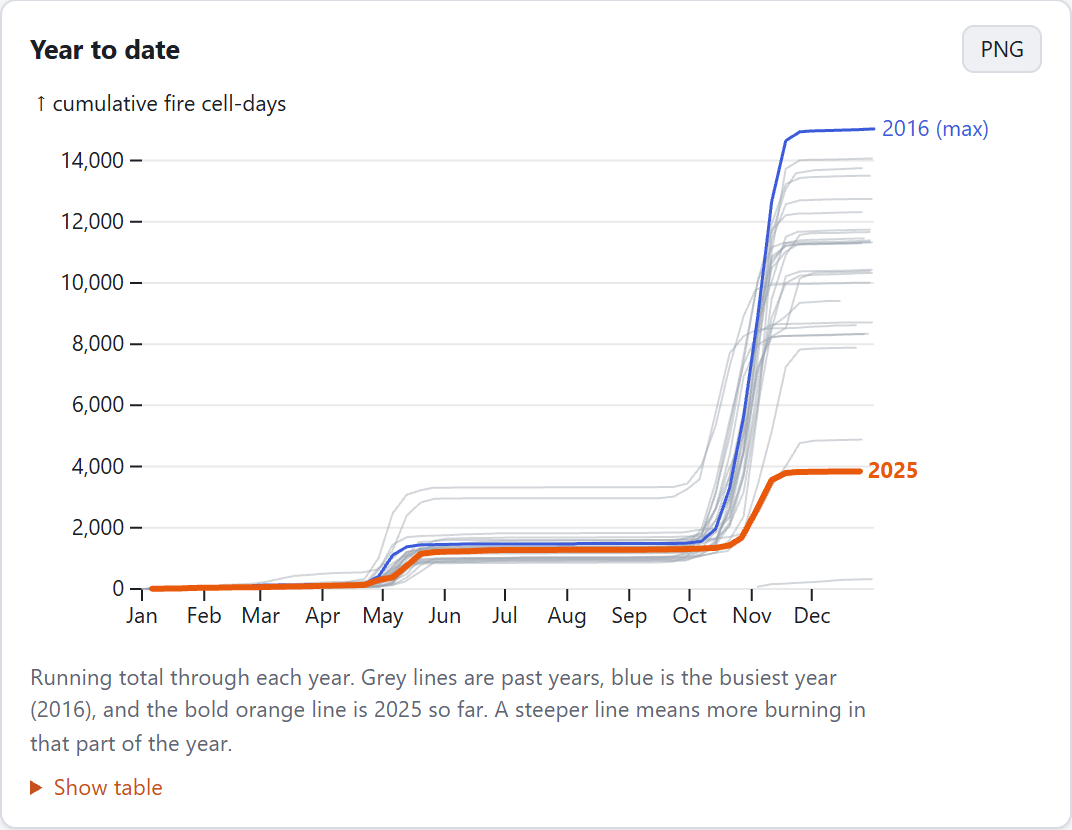 Year to date
PNG
↑ cumulative fire cell-days
2016 (max)
14,000
12,000
10,000
8,000
6,000
4,000
2025
2,000
0
Jan Feb Mar Apr May Jun Jul Aug Sep Oct Nov Dec
Running total through each year. Grey lines are past years, blue is the busiest year
(2016), and the bold orange line is 2025 so far. A steeper line means more burning in
that part of the year.
▶ Show table